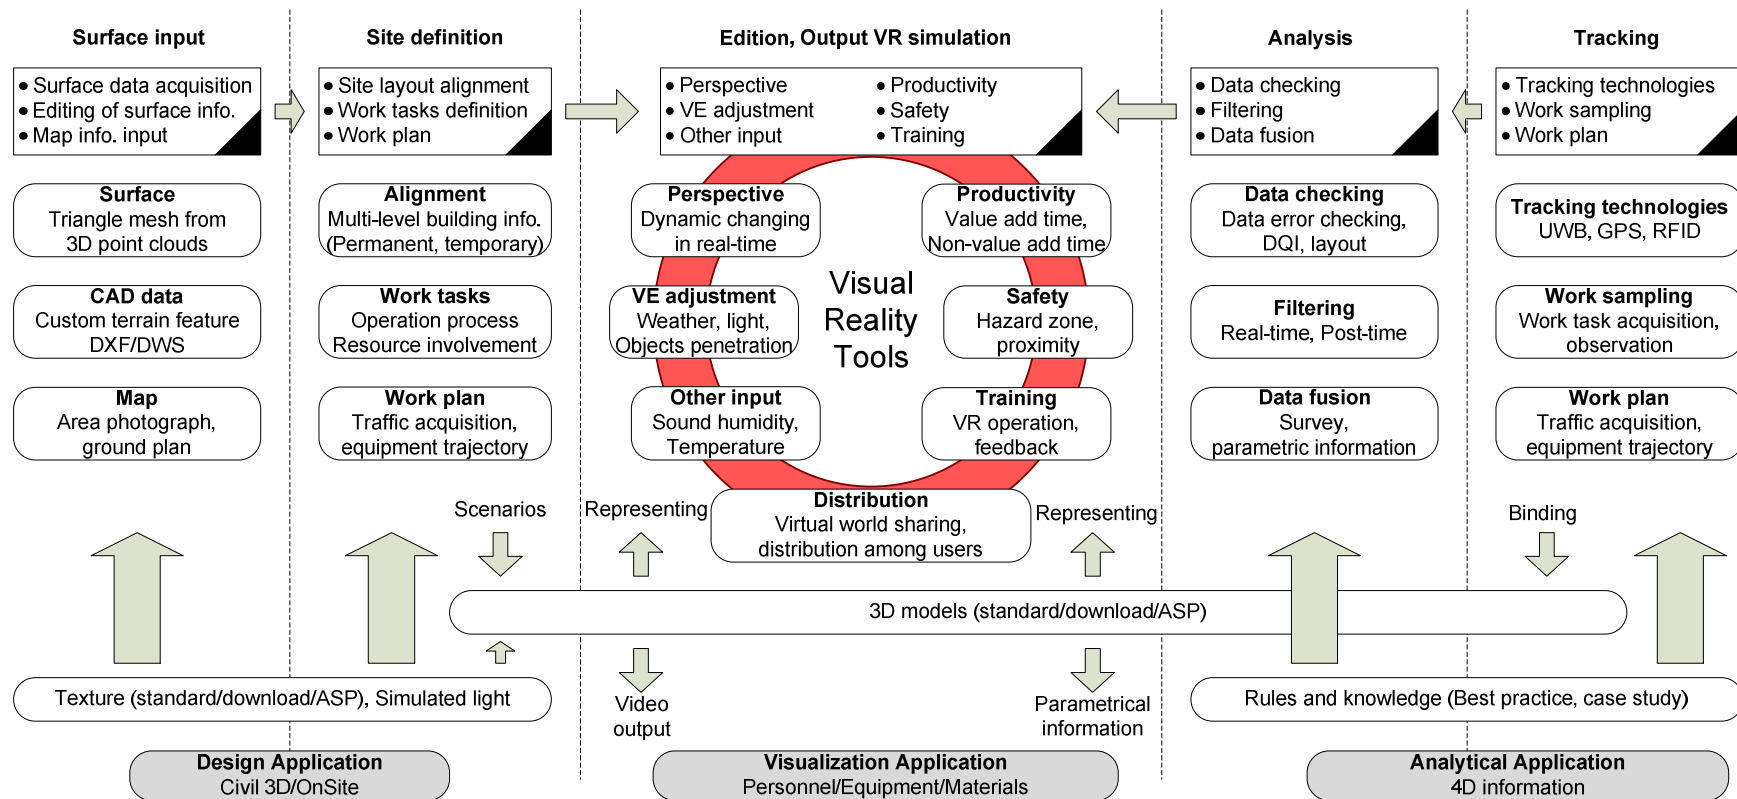 Surface input
• Surface data acquisition
• Editing of surface info.
• Map info. input
Surface
Triangle mesh from
3D point clouds
CAD data
Custom terrain feature
DXF/DWS
Map
Area photograph,
ground plan
Site definition
• Site layout alignment
• Work tasks definition
• Work plan
Alignment
Multi-level building info.
(Permanent, temporary)
Work tasks
Operation process
Resource involvement
Work plan
Traffic acquisition,
equipment trajectory
Scenarios
Edition, Output VR simulation
• Perspective
• VE adjustment
• Other input
• Productivity
• Safety
• Training
Perspective
Dynamic changing
in real-time
VE adjustment
Weather, light,
Objects penetration
Other input
Sound humidity,
Temperature
Visual
Reality
Tools
Productivity
Value add time,
Non-value add time
Safety
Hazard zone,
proximity
Training
VR operation,
feedback
Distribution
Virtual world sharing,
distribution among users
Representing
Representing
Analysis
• Data checking
• Filtering
• Data fusion
Data checking
Data error checking,
DQI, layout
Filtering
Real-time, Post-time
Data fusion
Survey,
parametric information
Tracking
• Tracking technologies
• Work sampling
• Work plan
Tracking technologies
UWB, GPS, RFID
Work sampling
Work task acquisition,
observation
Work plan
Traffic acquisition,
equipment trajectory
Binding
3D models (standard/download/ASP)
Texture (standard/download/ASP), Simulated light
Video
output
Parametrical
information
Rules and knowledge (Best practice, case study)
Design Application
Civil 3D/OnSite
Visualization Application
Personnel/Equipment/Materials
Analytical Application
4D information